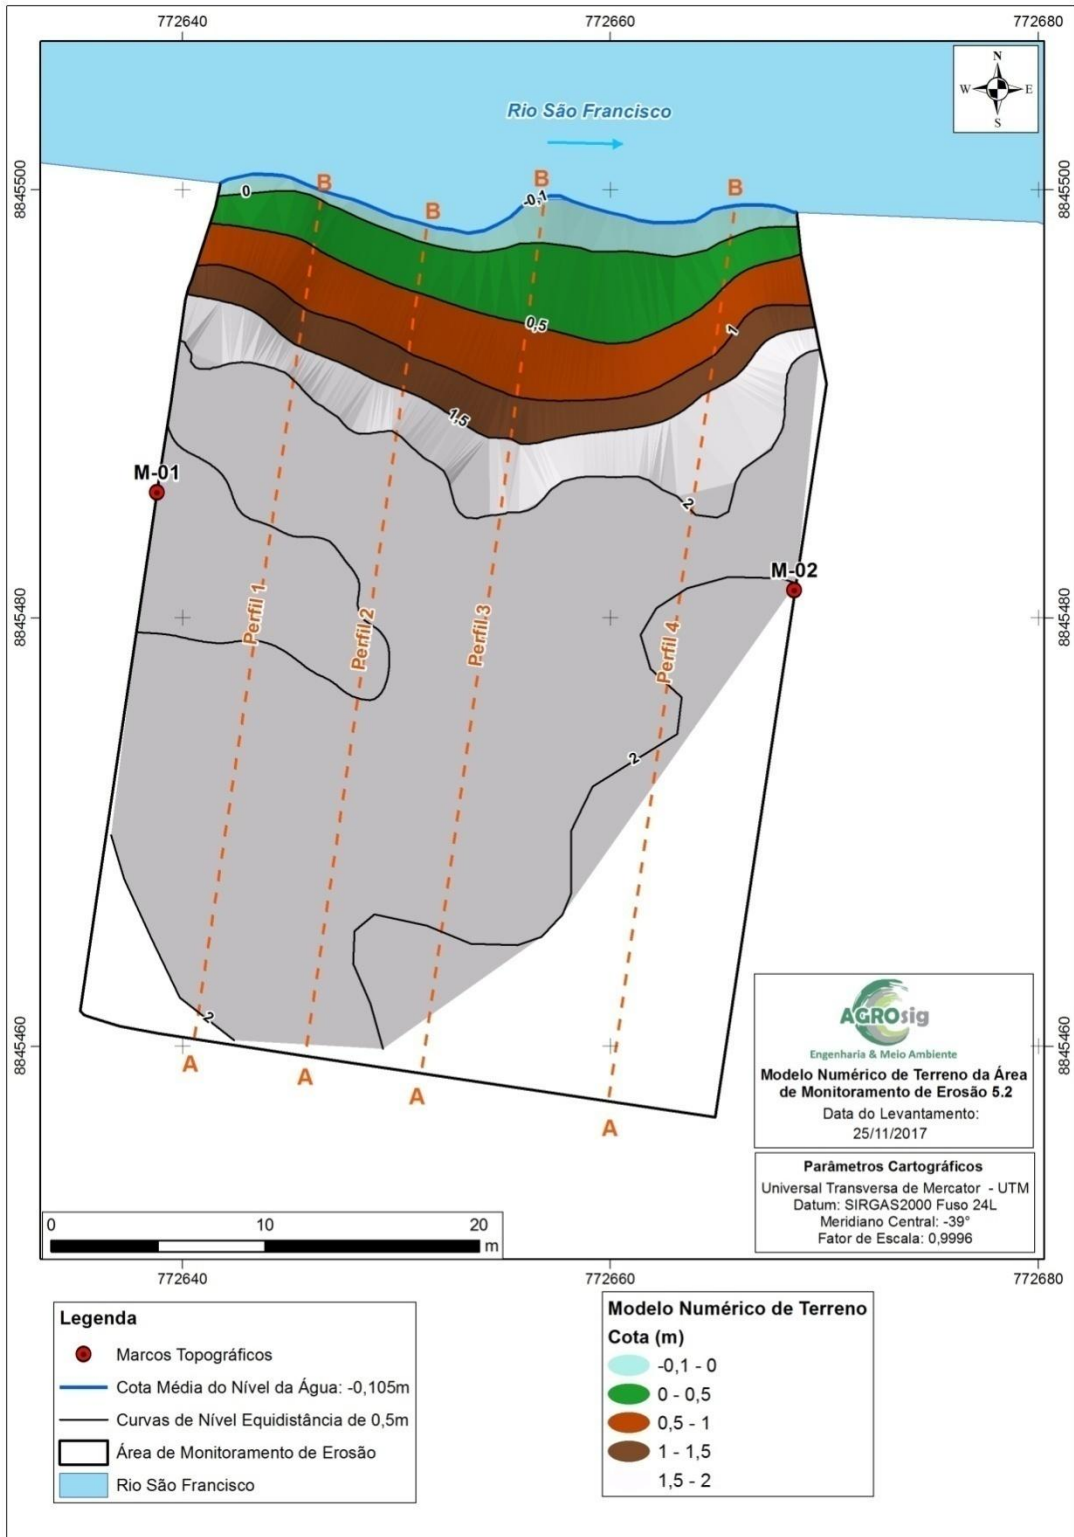 772640
772660
772680
N
W
E
S
Rio São Francisco
8845500
8845500
B
B
B
B
0
-0,1
0,5
1
1,5
2
M-01
M-02
8845480
8845480
Perfil 1
Perfil 2
Perfil 3
Perfil 4
2
2
8845460
8845460
A
A
A
A
AGROsig
Engenharia & Meio Ambiente
Modelo Numérico de Terreno da Área
de Monitoramento de Erosão 5.2
Data do Levantamento:
25/11/2017
Parâmetros Cartográficos
Universal Transversa de Mercator - UTM
Datum: SIRGAS2000 Fuso 24L
Meridiano Central: -39°
Fator de Escala: 0,9996
0
10
20
m
772640
772660
772680
Legenda
Marcos Topográficos
Cota Média do Nível da Água: -0,105m
Curvas de Nível Equidistância de 0,5m
Área de Monitoramento de Erosão
Rio São Francisco
Modelo Numérico de Terreno
Cota (m)
-0,1 - 0
0 - 0,5
0,5 - 1
1 - 1,5
1,5 - 2